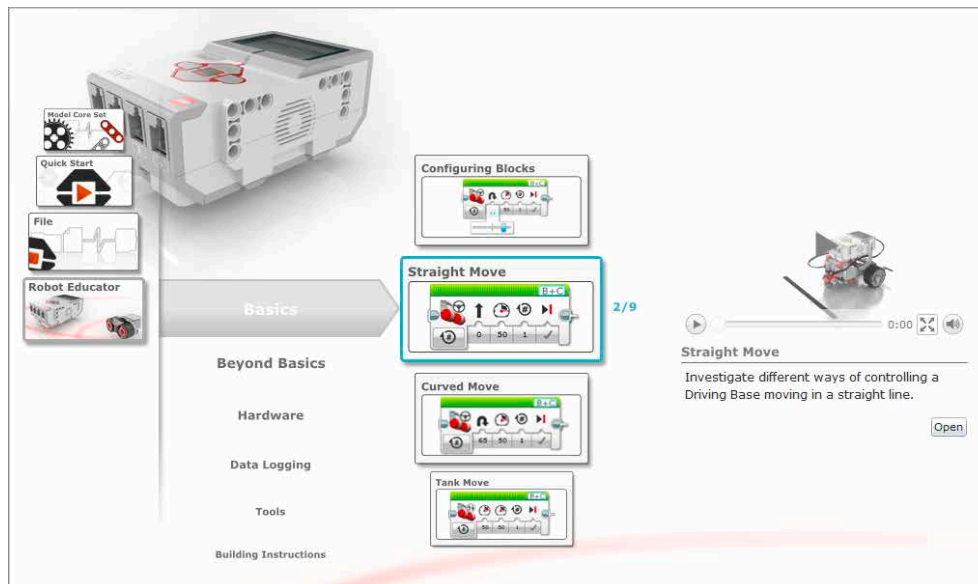 Model Core Set
Quick Start
File
Robot Educator
Basics
Beyond Basics
Hardware
Data Logging
Tools
Building Instructions
Configuring Blocks
B+C
50 1
Straight Move
B+C
0 50 1
2/9
Curved Move
B+C
65 50 1
Tank Move
B+C
50 50 1
0:00
Straight Move
Investigate different ways of controlling a
Driving Base moving in a straight line.
Open